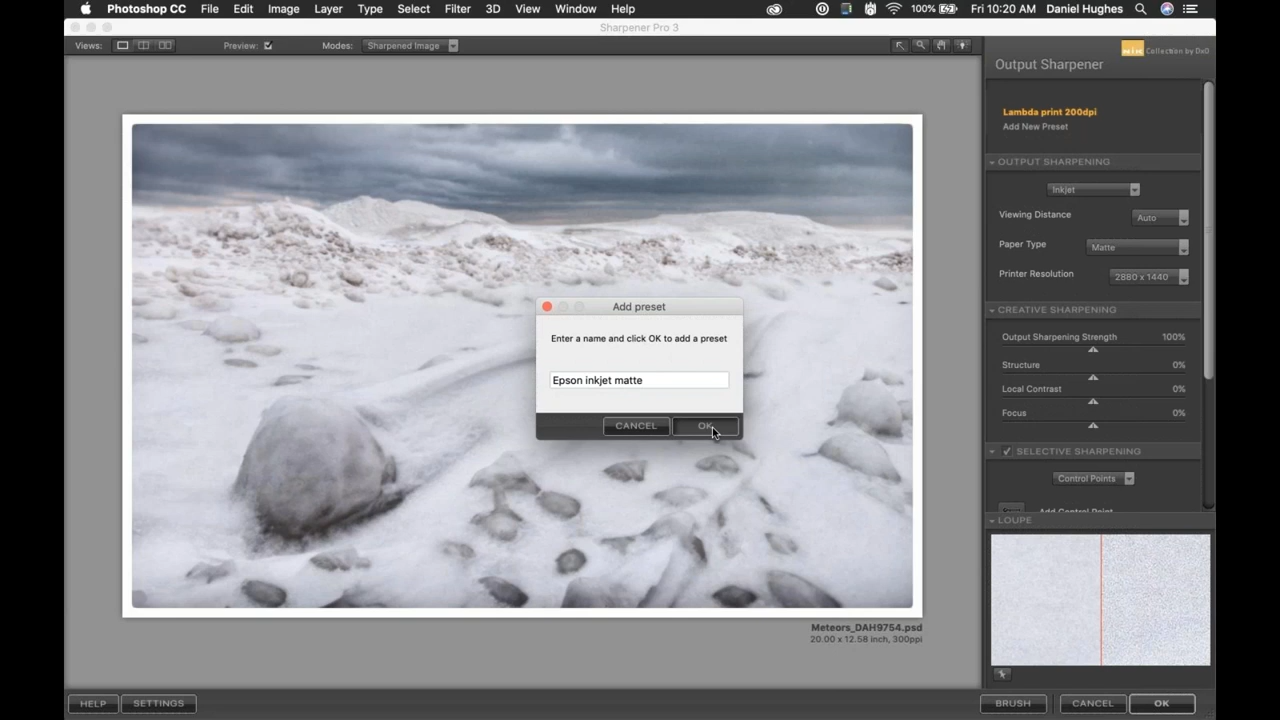 Photoshop CC File Edit Image Layer Type Select Filter 3D View Window Help 100% Fri 10:20 AM Daniel Hughes
Sharpener Pro 3
Views: Preview: Modes: Sharpened Image
nik Collection by DxO
Output Sharpener
Lambda print 200dpi
Add New Preset
OUTPUT SHARPENING
Inkjet
Viewing Distance Auto
Paper Type Matte
Printer Resolution 2880 x 1440
CREATIVE SHARPENING
Output Sharpening Strength 100%
Structure 0%
Local Contrast 0%
Focus 0%
SELECTIVE SHARPENING
Control Points
Add Control Point
LOUPE
Add preset
Enter a name and click OK to add a preset
Epson inkjet matte
CANCEL OK
Meteors_DAH9754.psd
20.00 x 12.58 inch, 300ppi
HELP SETTINGS BRUSH CANCEL OK